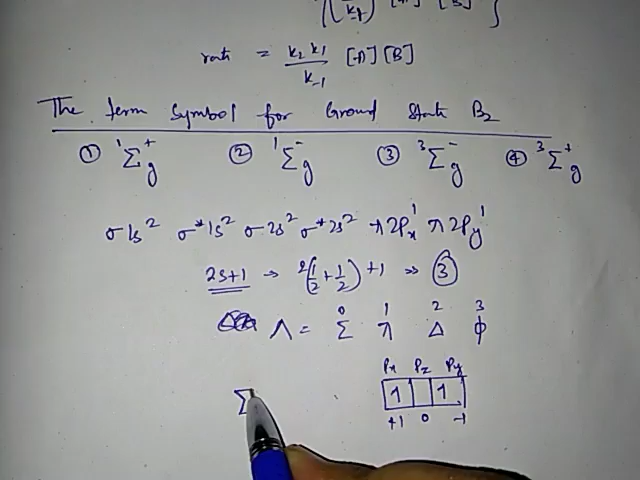 (k-1) [A] [B] }
rate = k2 k1 / k-1 [A] [B]
The term symbol for Ground State B2
① ¹Σg⁺ ② ¹Σg⁻ ③ ³Σg⁻ ④ ³Σg⁺
σ1s² σ*1s² σ2s² σ*2s² π2Px¹ π2Py¹
2s+1 → 2(1/2 + 1/2) + 1 ⇒ ③
0 1 2 3
Λ = Σ π Δ ϕ
Px Pz Py
1 1
Σ
+1 0 -1